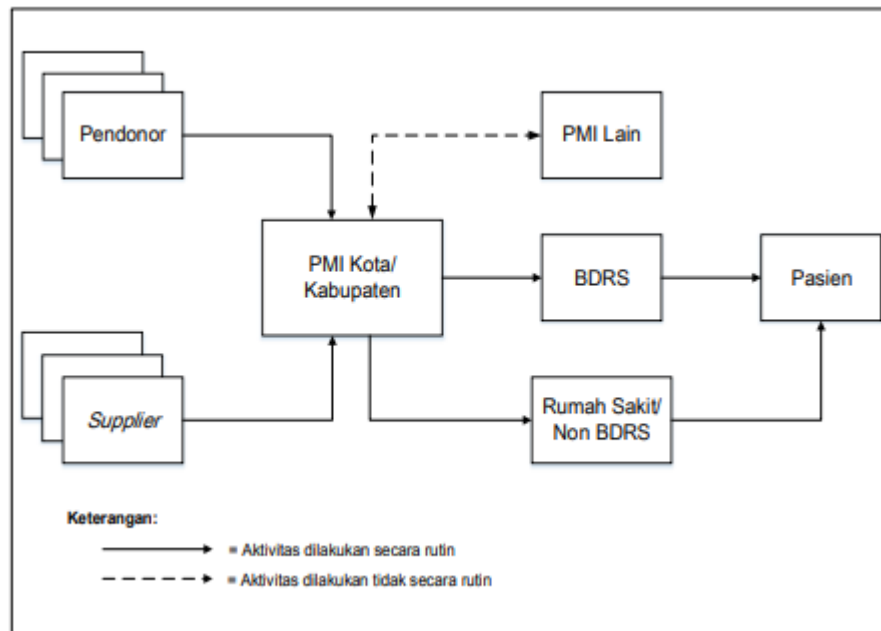 Pendonor
PMI Lain
PMI Kota/
Kabupaten
BDRS
Pasien
Supplier
Rumah Sakit/
Non BDRS
Keterangan:
= Aktivitas dilakukan secara rutin
= Aktivitas dilakukan tidak secara rutin